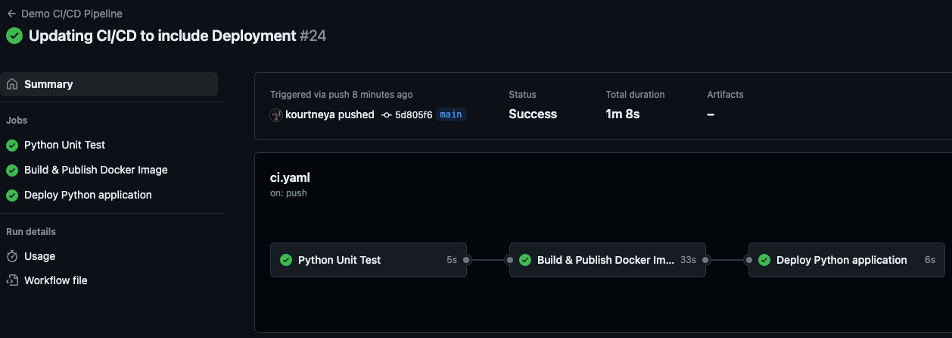 ← Demo CI/CD Pipeline
Updating CI/CD to include Deployment #24
Summary
Jobs
Python Unit Test
Build & Publish Docker Image
Deploy Python application
Run details
Usage
Workflow file
Triggered via push 8 minutes ago
kourtneya pushed 5d805f6 main
Status
Success
Total duration
1m 8s
Artifacts
–
ci.yaml
on: push
Python Unit Test 5s
Build & Publish Docker Im... 33s
Deploy Python application 6s